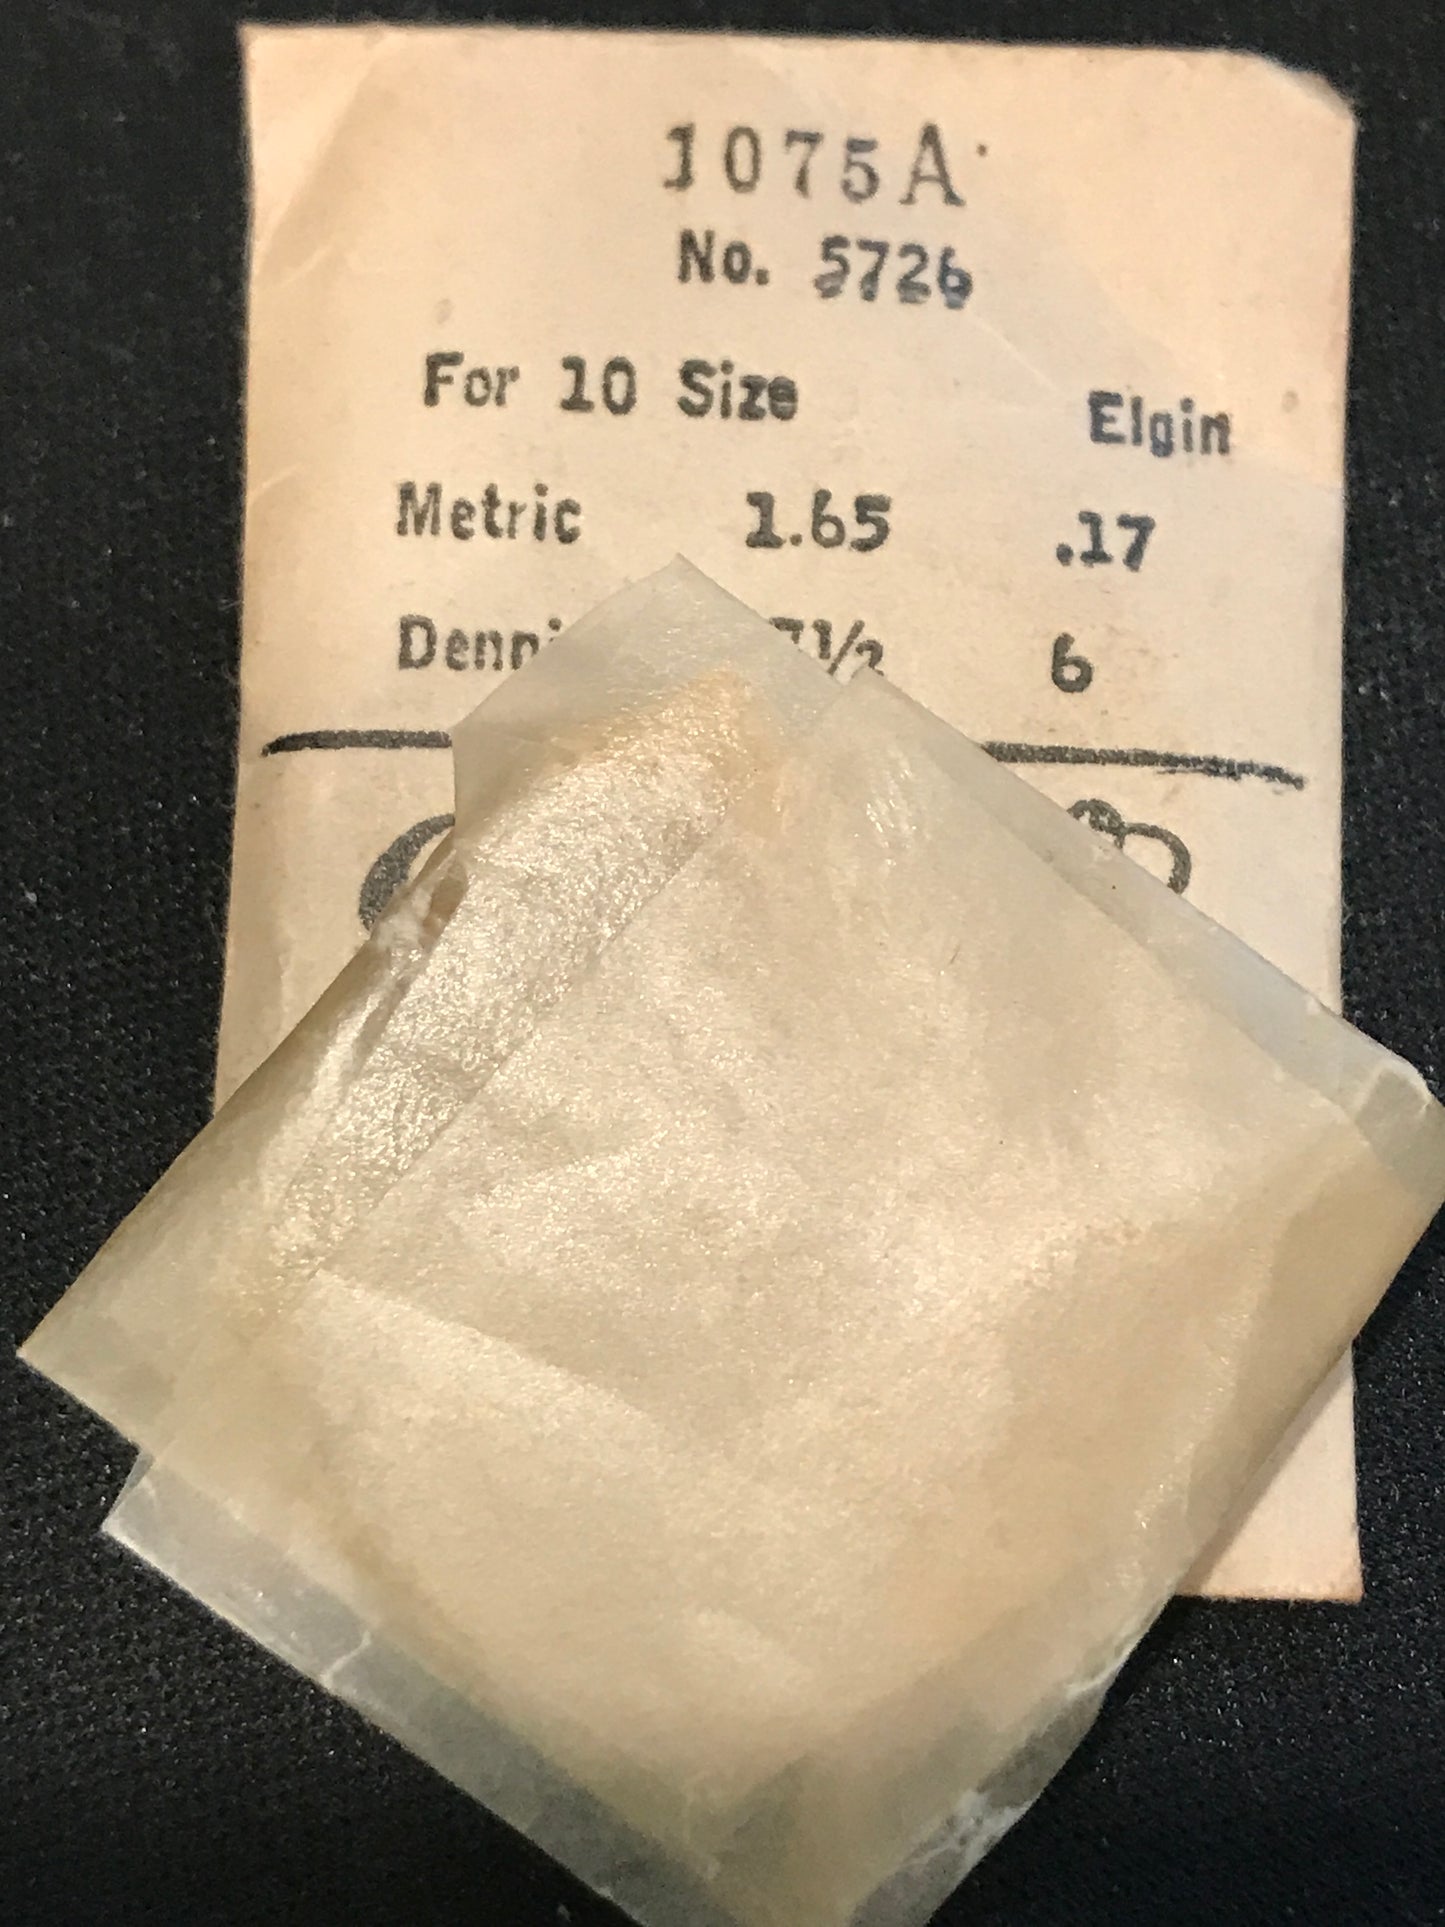 1075A
No. 5726
For 10 Size Elgin
Metric 1.65 .17
6